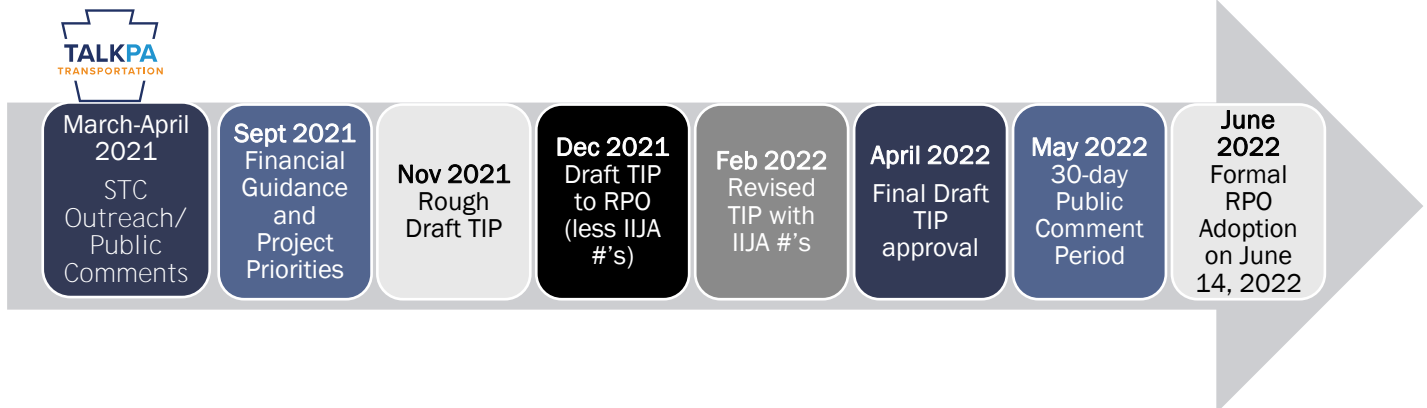 TALKPA
TRANSPORTATION
March-April
2021
STC
Outreach/
Public
Comments
Sept 2021
Financial
Guidance
and
Project
Priorities
Nov 2021
Rough
Draft TIP
Dec 2021
Draft TIP
to RPO
(less IIJA
#'s)
Feb 2022
Revised
TIP with
IIJA #'s
April 2022
Final Draft
TIP
approval
May 2022
30-day
Public
Comment
Period
June
2022
Formal
RPO
Adoption
on June
14, 2022